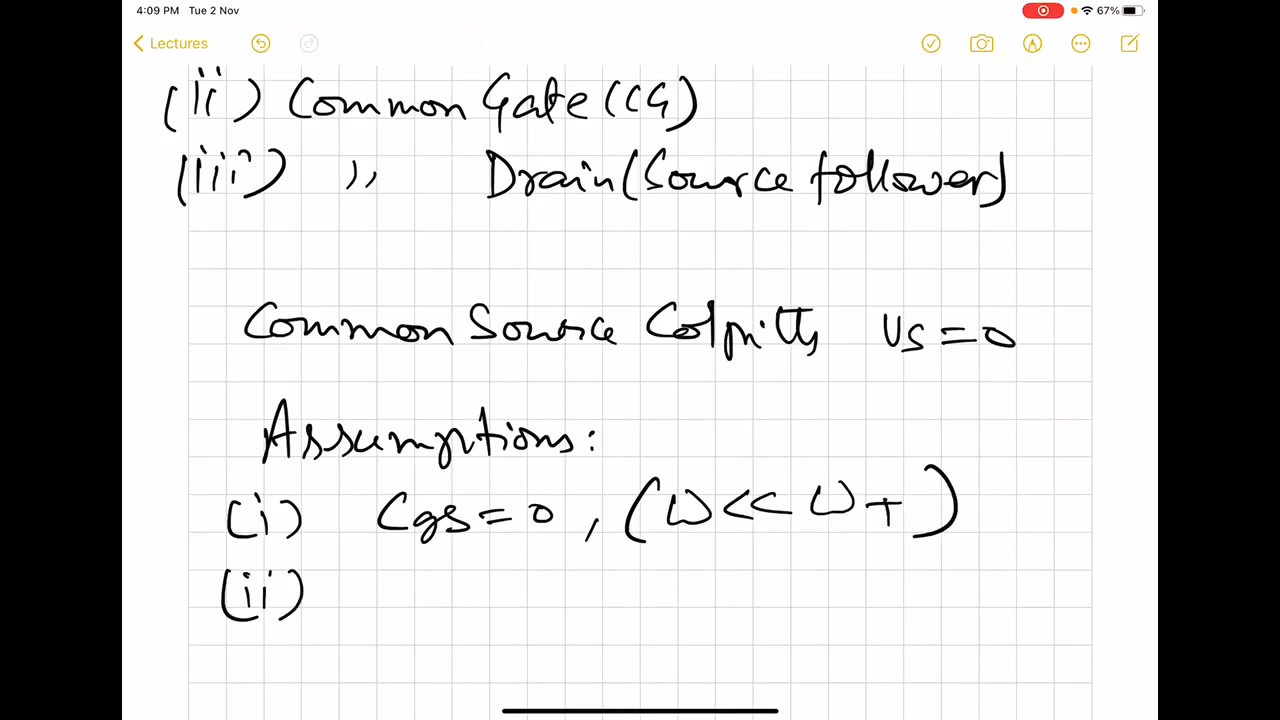 4:09 PM Tue 2 Nov 67%
Lectures
(ii) Common Gate (CG)
(iii) ,, Drain (Source follower)
Common Source Colpitts Vs = 0
Assumptions:
(i) Cgs = 0, (ω << ωT)
(ii)